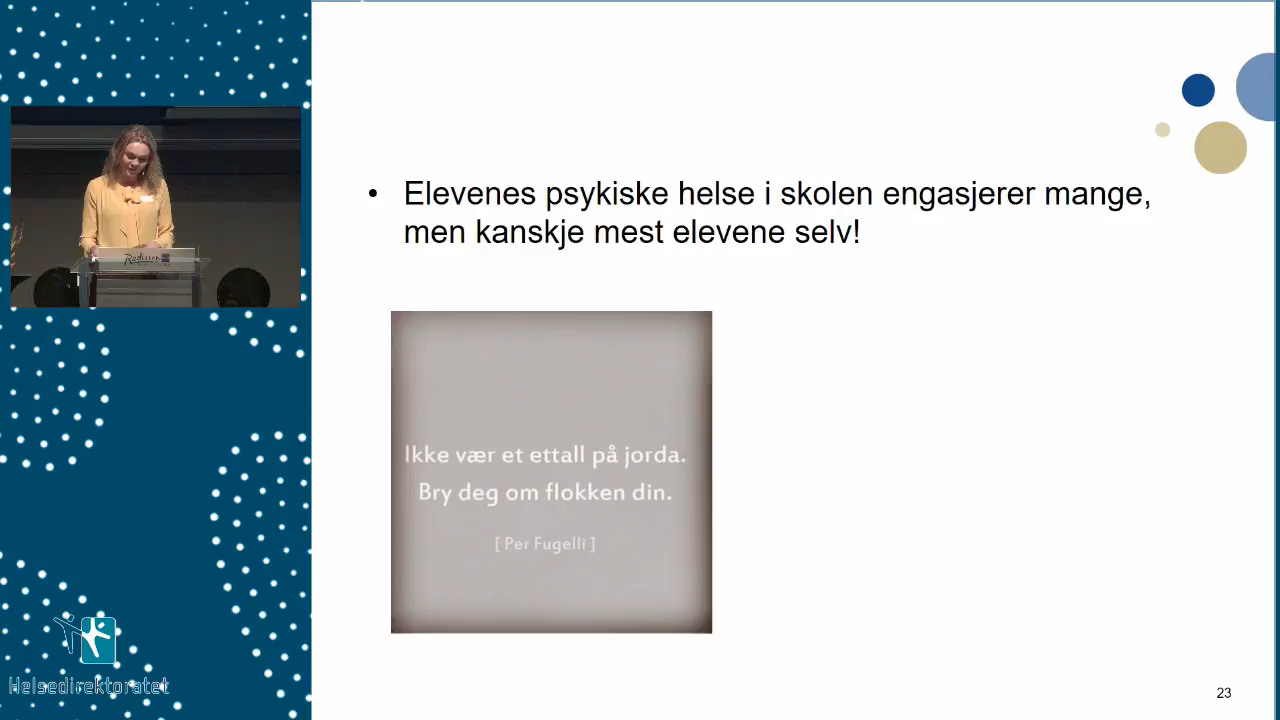 • Elevenes psykiske helse i skolen engasjerer mange,
men kanskje mest elevene selv!
Ikke vær et ettall på jorda.
Bry deg om flokken din.
[ Per Fugelli ]
Radisson
Helsedirektoratet
23